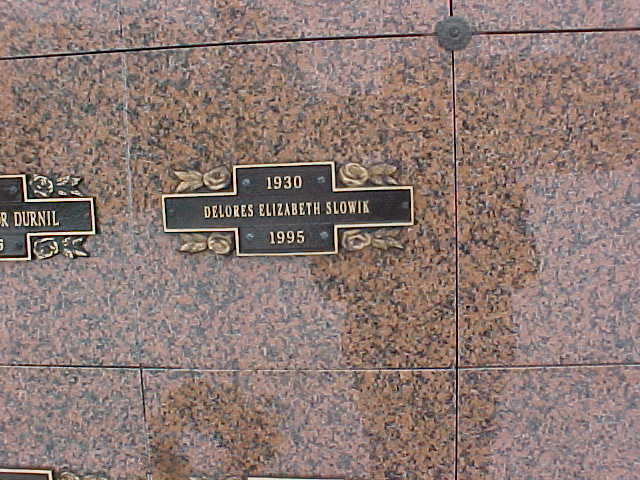 1930
DELORES ELIZABETH SLOWIK
1995
DURNIL